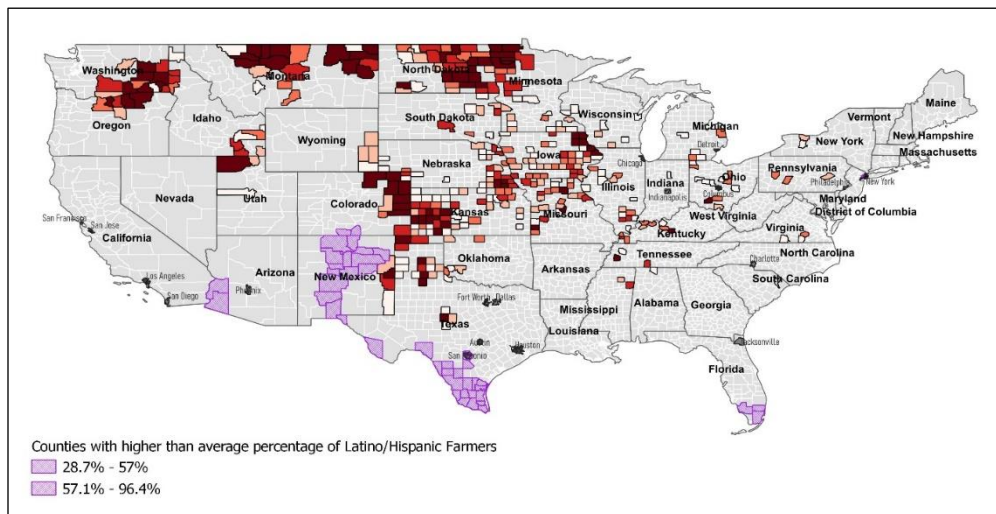 Washington
Montana
North Dakota
Minnesota
Maine
Oregon
Idaho
South Dakota
Wisconsin
Michigan
Vermont
New Hampshire
New York
Massachusetts
Wyoming
Iowa
Chicago
Detroit
Nebraska
Pennsylvania
Ohio
New York
Nevada
Utah
Illinois
Indiana
Philadelphia
Columbus
Indianapolis
Maryland
San Francisco
San Jose
Colorado
Kansas
Missouri
West Virginia
District of Columbia
California
Kentucky
Virginia
Oklahoma
Tennessee
North Carolina
Charlotte
Los Angeles
Arizona
New Mexico
Arkansas
South Carolina
San Diego
Phoenix
Fort Worth
Dallas
Mississippi
Alabama
Georgia
Texas
Louisiana
Austin
Houston
Jacksonville
San Antonio
Florida
Counties with higher than average percentage of Latino/Hispanic Farmers
28.7% - 57%
57.1% - 96.4%